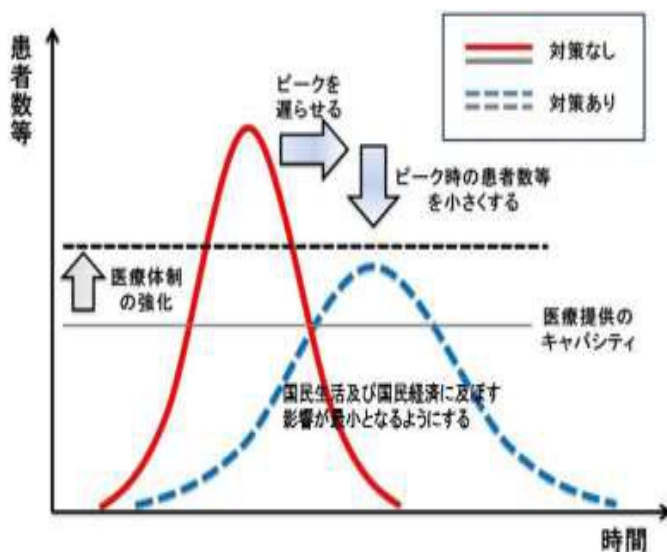 患者数等
対策なし
対策あり
ピークを
遅らせる
ピーク時の患者数等
を小さくする
医療体制
の強化
医療提供の
キャパシティ
国民生活及び国民経済に及ぼす
影響が最小となるようにする
時間